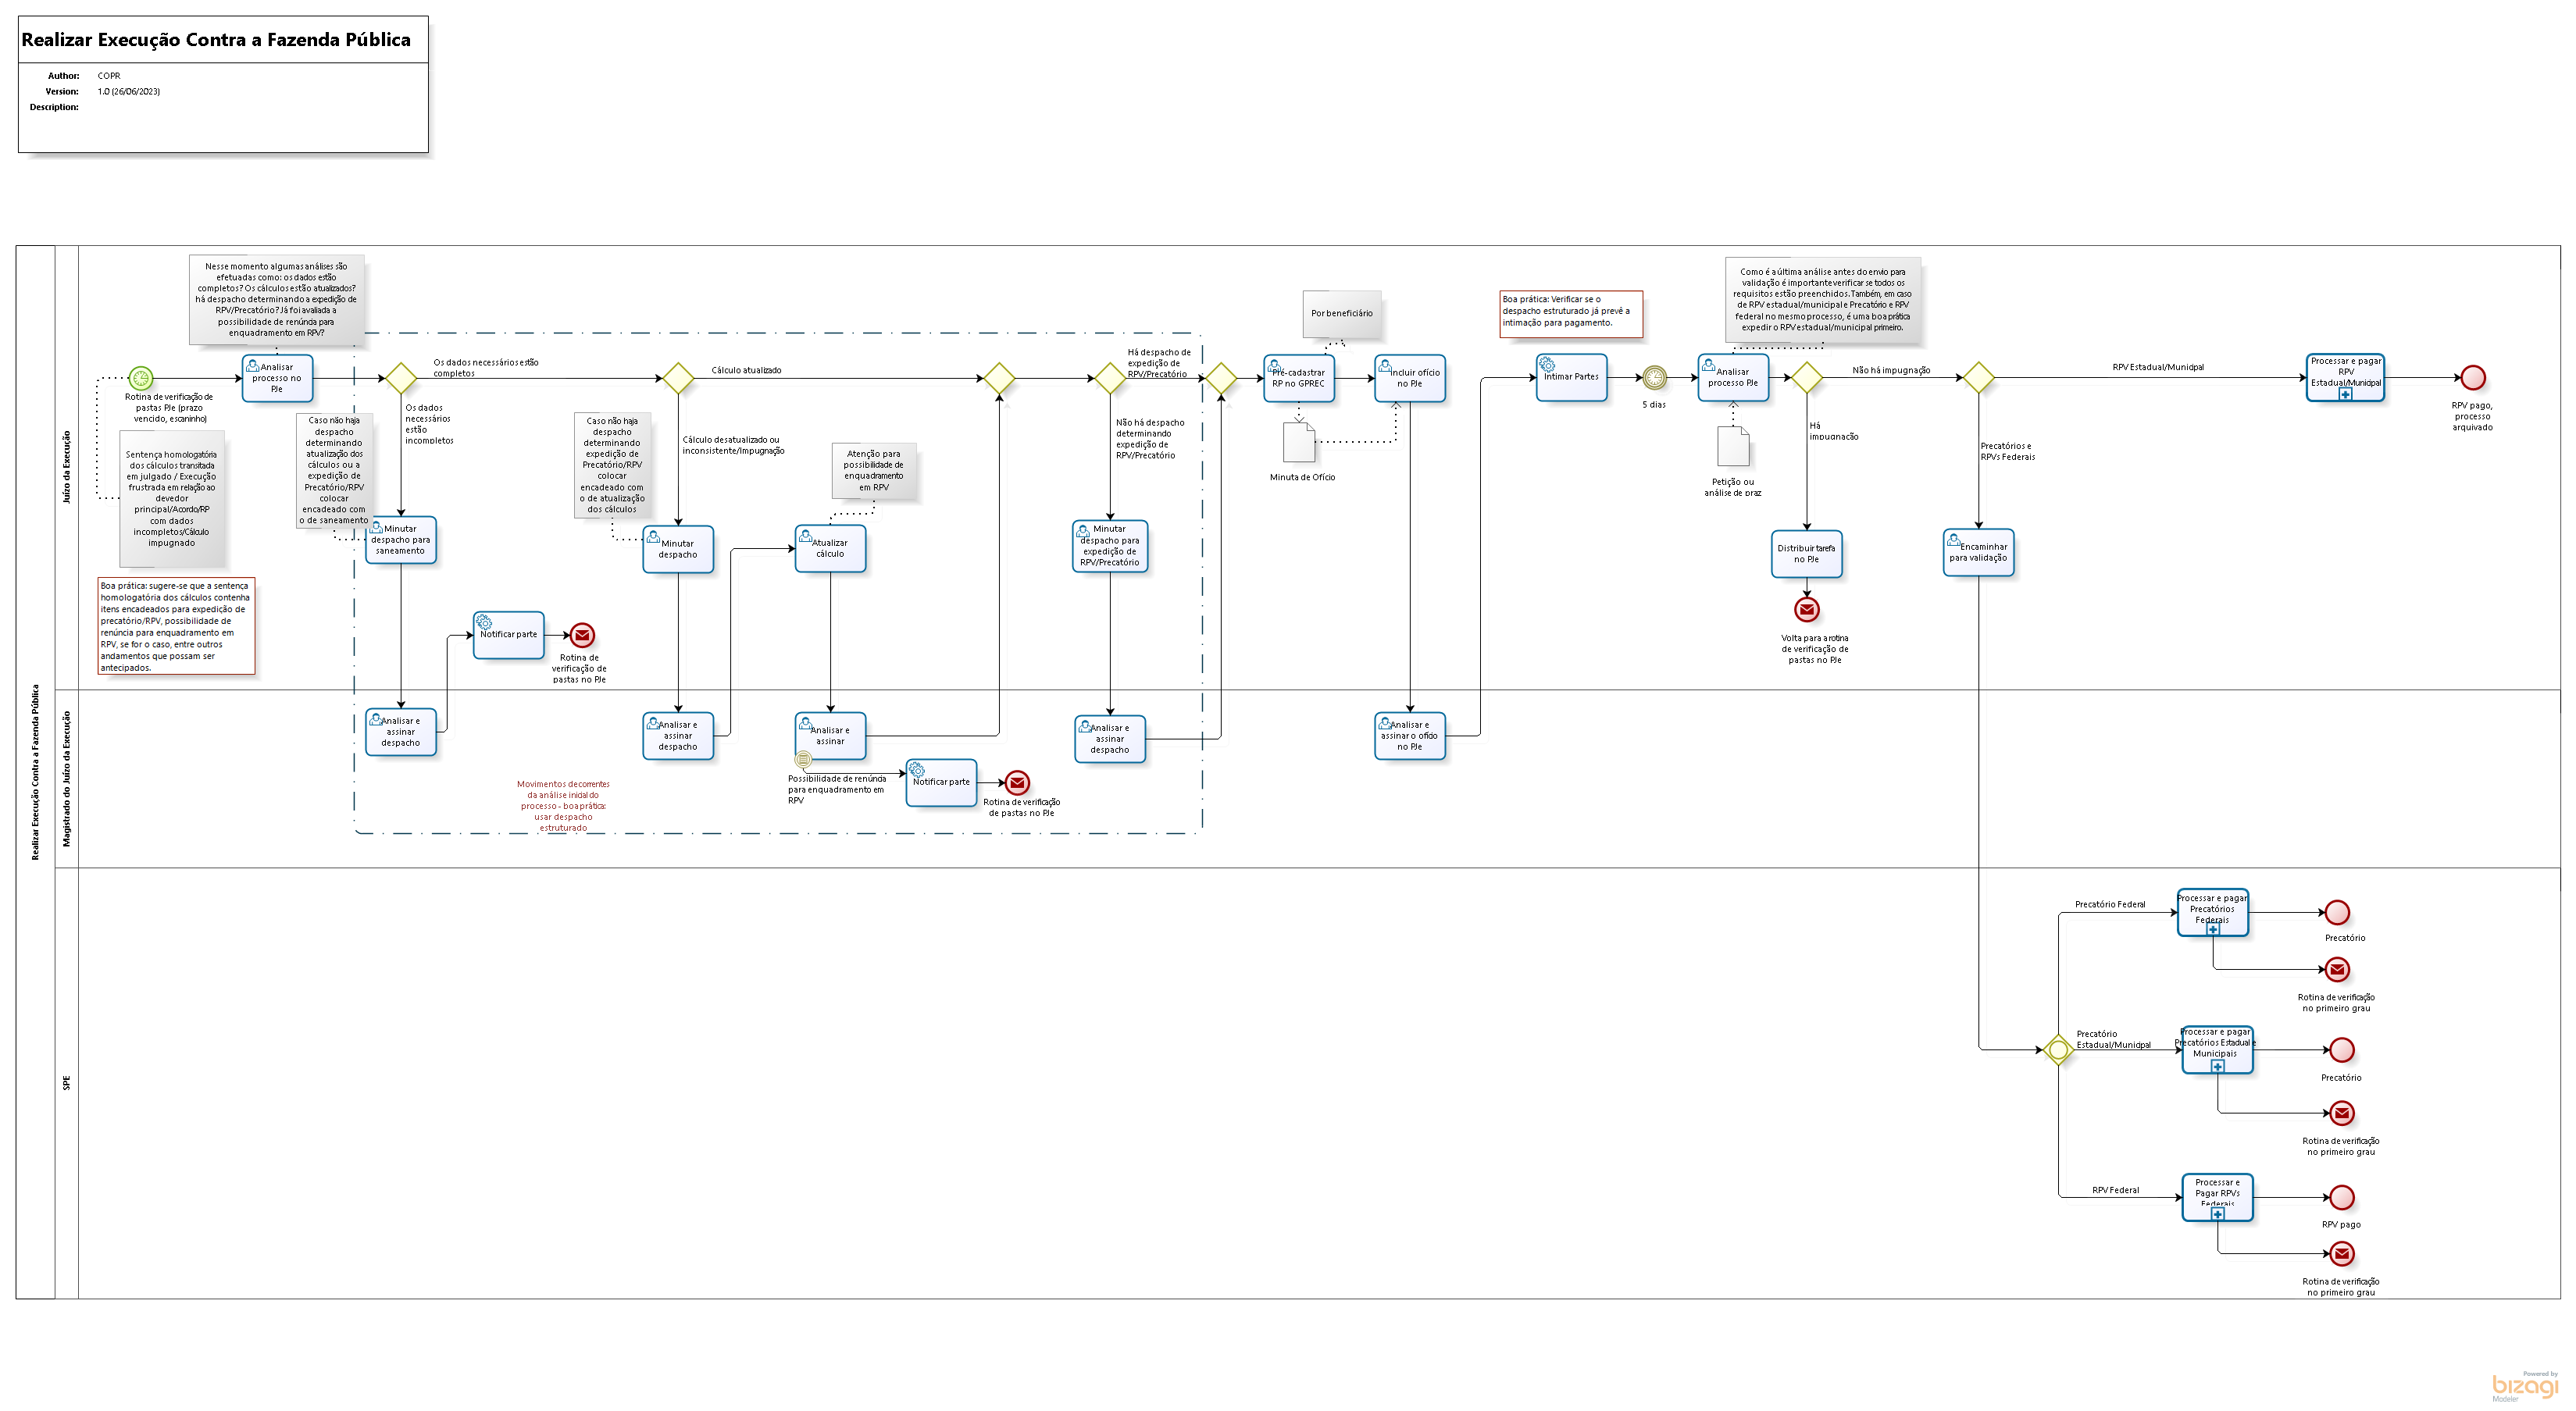 Realizar Execução Contra a Fazenda Pública
Author: COPR
Version: 1.0 (26/06/2023)
Description:
Realizar Execução Contra a Fazenda Pública
Juízo da Execução
Nesse momento algumas análises são
efetuadas como: os dados estão
completos? Os cálculos estão atualizados?
há despacho determinando a expedição de
RPV/Precatório? Já foi avaliada a
possibilidade de renúncia para
enquadramento em RPV?
Rotina de verificação de
pastas PJe (prazo
vencido, escaninho)
Analisar
processo no
PJe
Sentença homologatória
dos cálculos transitada
em julgado / Execução
frustrada em relação ao
devedor
principal/Acordo/RP
com dados
incompletos/Cálculo
impugnado
Boa prática: sugere-se que a sentença
homologatória dos cálculos contenha
itens encadeados para expedição de
precatório/RPV, possibilidade de
renúncia para enquadramento em
RPV, se for o caso, entre outros
andamentos que possam ser
antecipados.
Os dados necessários estão
completos
Os dados
necessários
estão
incompletos
Caso não haja
despacho
determinando
atualização dos
cálculos ou a
expedição de
Precatório/RPV
colocar
encadeado com
o de saneamento
Minutar
despacho para
saneamento
Notificar parte
Rotina de
verificação de
pastas no PJe
Cálculo atualizado
Cálculo desatualizado ou
inconsistente/Impugnação
Caso não haja
despacho
determinando
expedição de
Precatório/RPV
colocar
encadeado com
o de atualização
dos cálculos
Minutar
despacho
Atenção para
possibilidade de
enquadramento
em RPV
Atualizar
cálculo
Há despacho de
expedição de
RPV/Precatório
Não há despacho
determinando
expedição de
RPV/Precatório
Minutar
despacho para
expedição de
RPV/Precatório
Por beneficiário
Pré-cadastrar
RP no GPREC
Minuta de Ofício
Incluir ofício
no PJe
Boa prática: Verificar se o
despacho estruturado já prevê a
intimação para pagamento.
Intimar Partes
5 dias
Como é a última análise antes do envio para
validação é importante verificar se todos os
requisitos estão preenchidos. Também, em caso
de RPV estadual/municipal e Precatório e RPV
federal no mesmo processo, é uma boa prática
expedir o RPV estadual/municipal primeiro.
Analisar
processo PJe
Petição ou
análise de praz
Não há impugnação
Há
impugnação
Distribuir tarefa
no PJe
Volta para a rotina
de verificação de
pastas no PJe
RPV Estadual/Municipal
Precatórios e
RPVs Federais
Encaminhar
para validação
Processar e pagar
RPV
Estadual/Municipal
RPV pago,
processo
arquivado
Magistrado do Juízo da Execução
Analisar e
assinar
despacho
Movimentos decorrentes
da análise inicial do
processo - boa prática:
usar despacho
estruturado
Analisar e
assinar
despacho
Analisar e
assinar
Possibilidade de renúncia
para enquadramento em
RPV
Notificar parte
Rotina de verificação
de pastas no PJe
Analisar e
assinar
despacho
Analisar e
assinar o ofício
no PJe
SPE
Precatório Federal
Processar e pagar
Precatórios
Federais
Precatório
Rotina de verificação
no primeiro grau
Precatório
Estadual/Municipal
Processar e pagar
Precatórios Estadual e
Municipais
Precatório
Rotina de verificação
no primeiro grau
RPV Federal
Processar e
Pagar RPVs
Federais
RPV pago
Rotina de verificação
no primeiro grau
Powered by
bizagi
Modeler